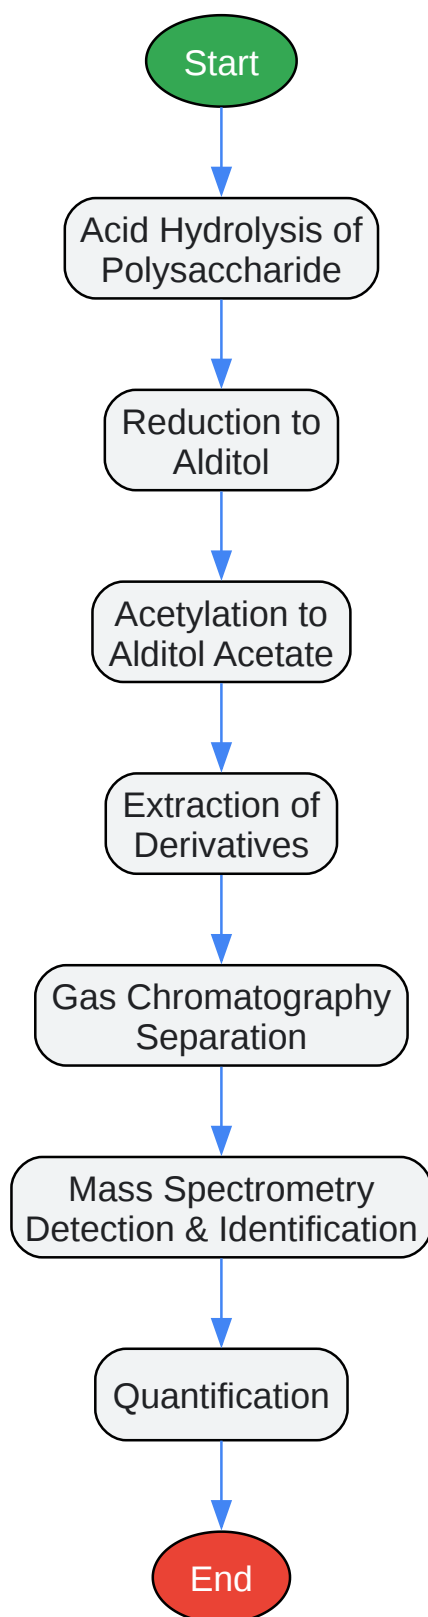 Start
Acid Hydrolysis of
Polysaccharide
Reduction to
Alditol
Acetylation to
Alditol Acetate
Extraction of
Derivatives
Gas Chromatography
Separation
Mass Spectrometry
Detection & Identification
Quantification
End